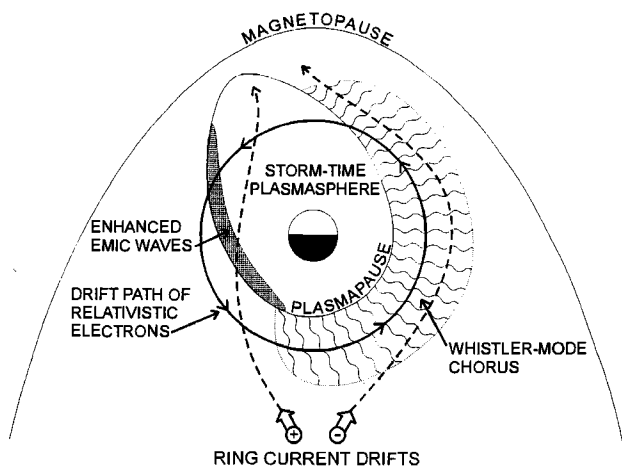 MAGNETOPAUSE
STORM-TIME
PLASMASPHERE
ENHANCED
EMIC WAVES
PLASMAPAUSE
DRIFT PATH OF
RELATIVISTIC
ELECTRONS
WHISTLER-MODE
CHORUS
+ −
RING CURRENT DRIFTS